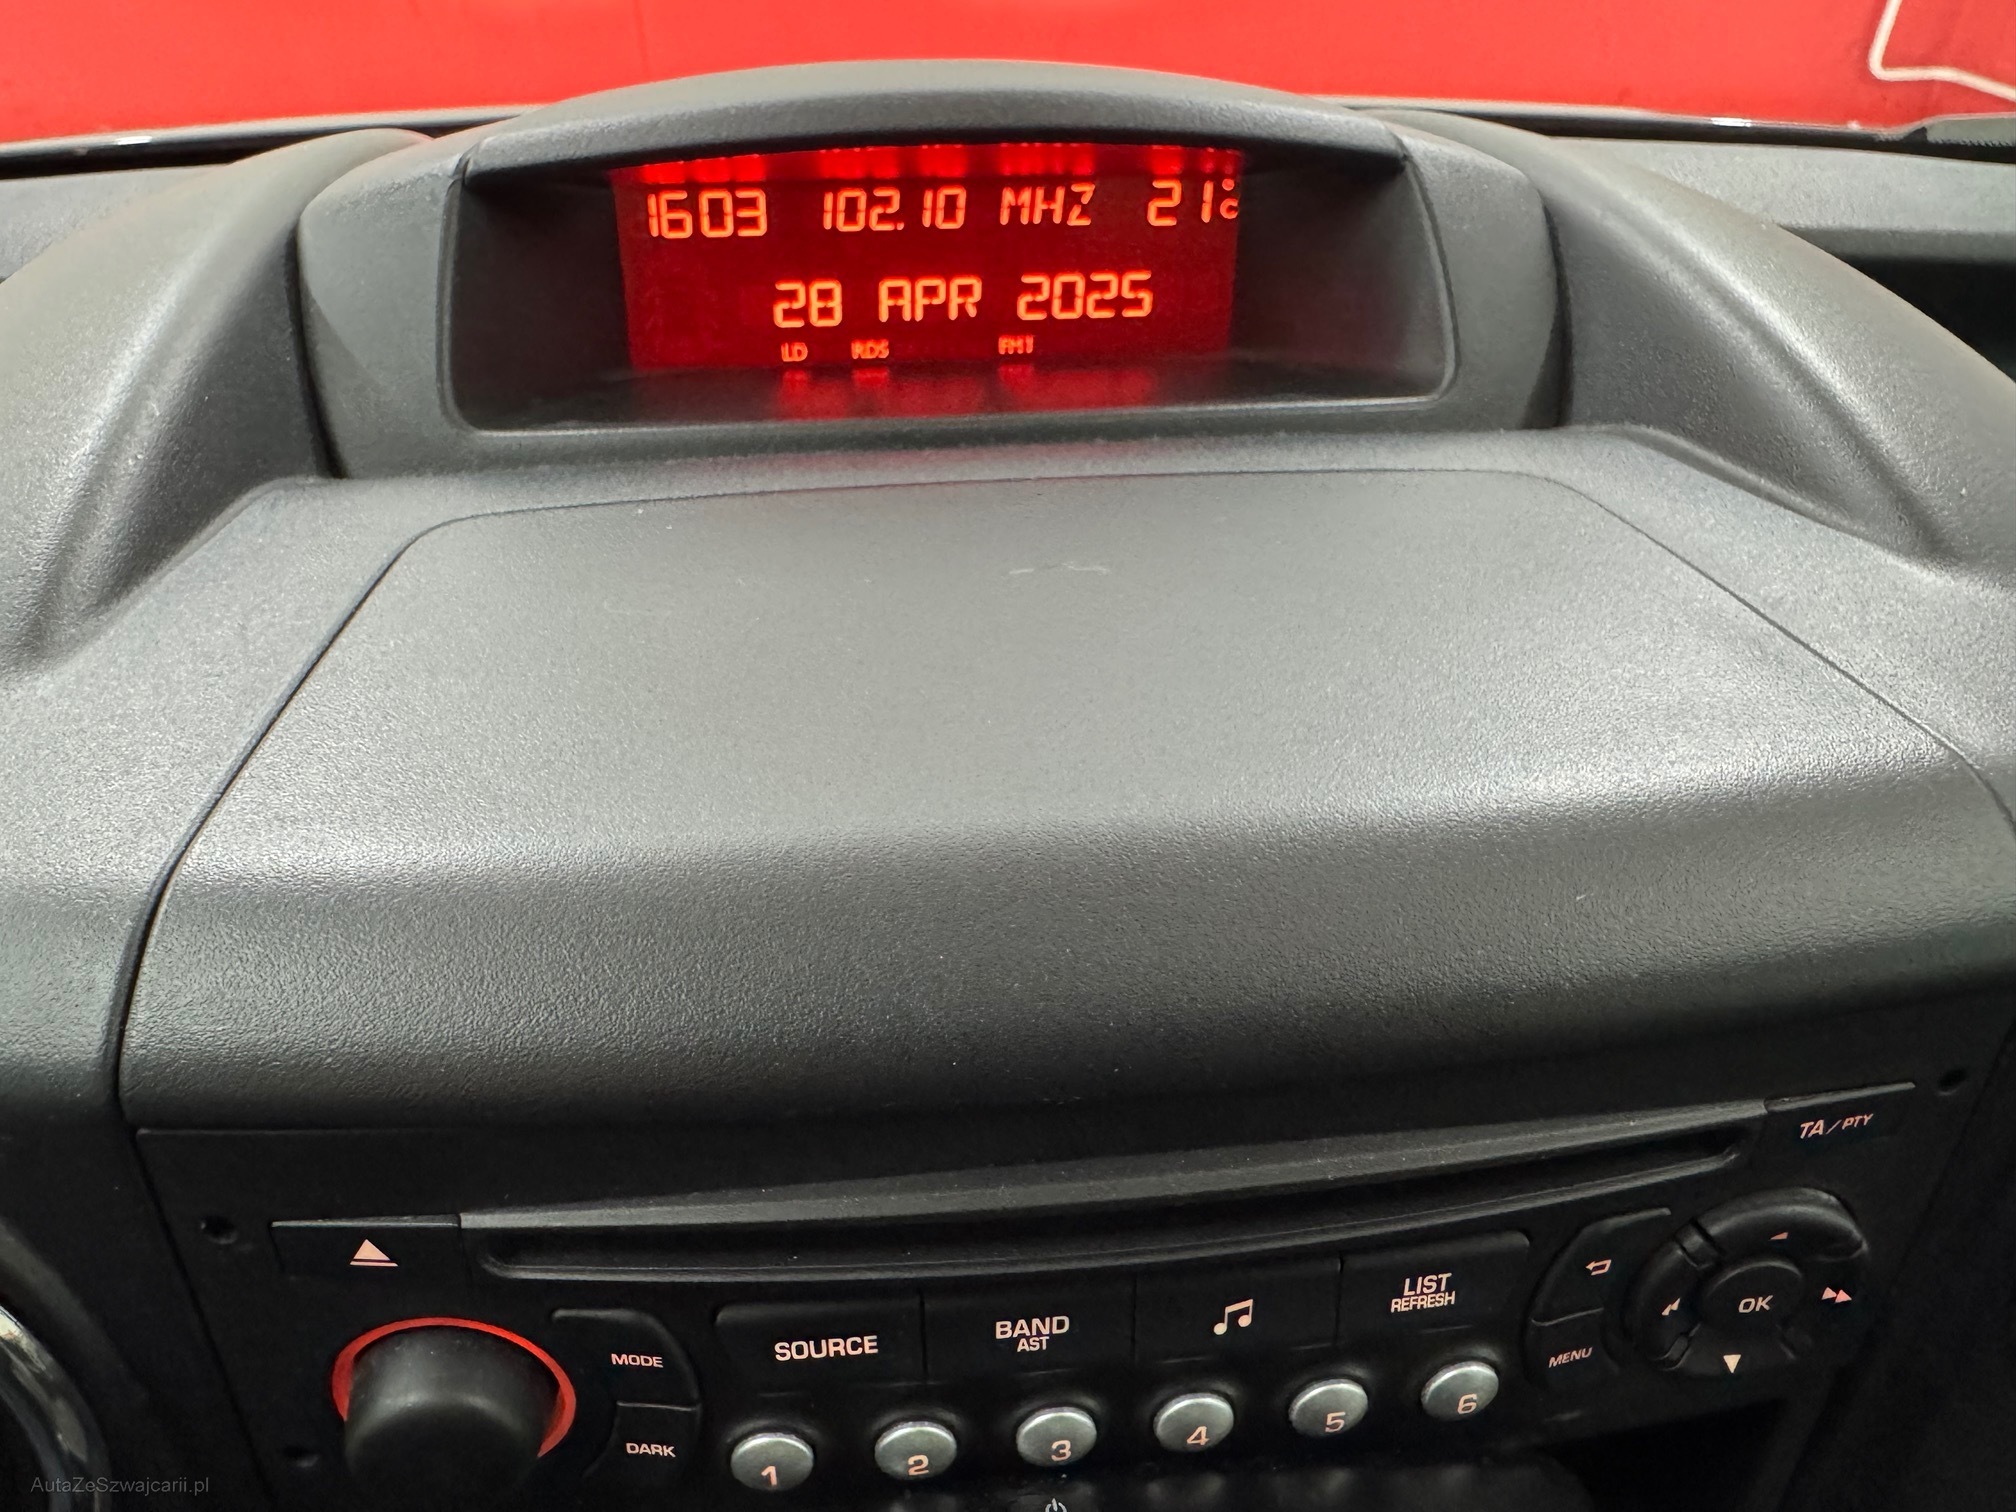 1603 102.10 MHZ 21°C
28 APR 2025
LO RDS FM1
TA/PTY
SOURCE
BAND
AST
LIST
REFRESH
OK
MODE
MENU
DARK
1 2 3 4 5 6
AutaZeSzwajcarii.pl